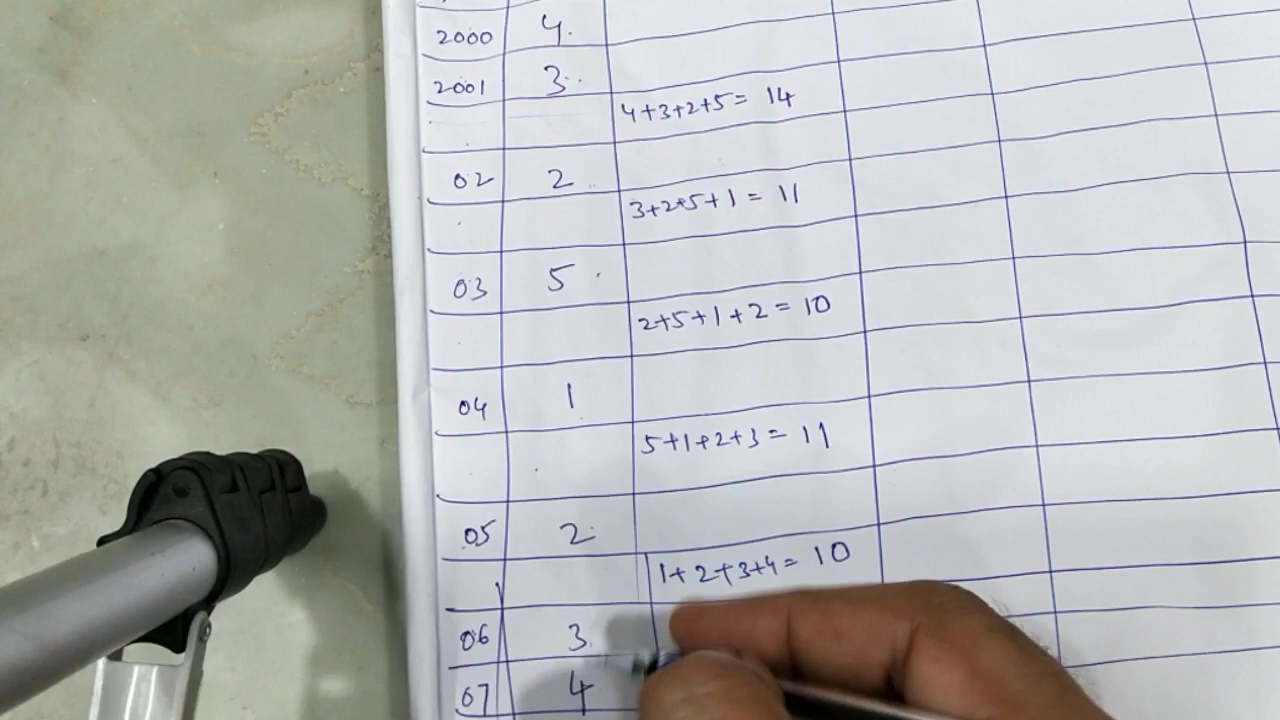 2000 4.
2001 3
4+3+2+5 = 14
02 2
3+2+5+1 = 11
03 5
2+5+1+2 = 10
04 1
5+1+2+3 = 11
05 2
1+2+3+4 = 10
06 3
07 4